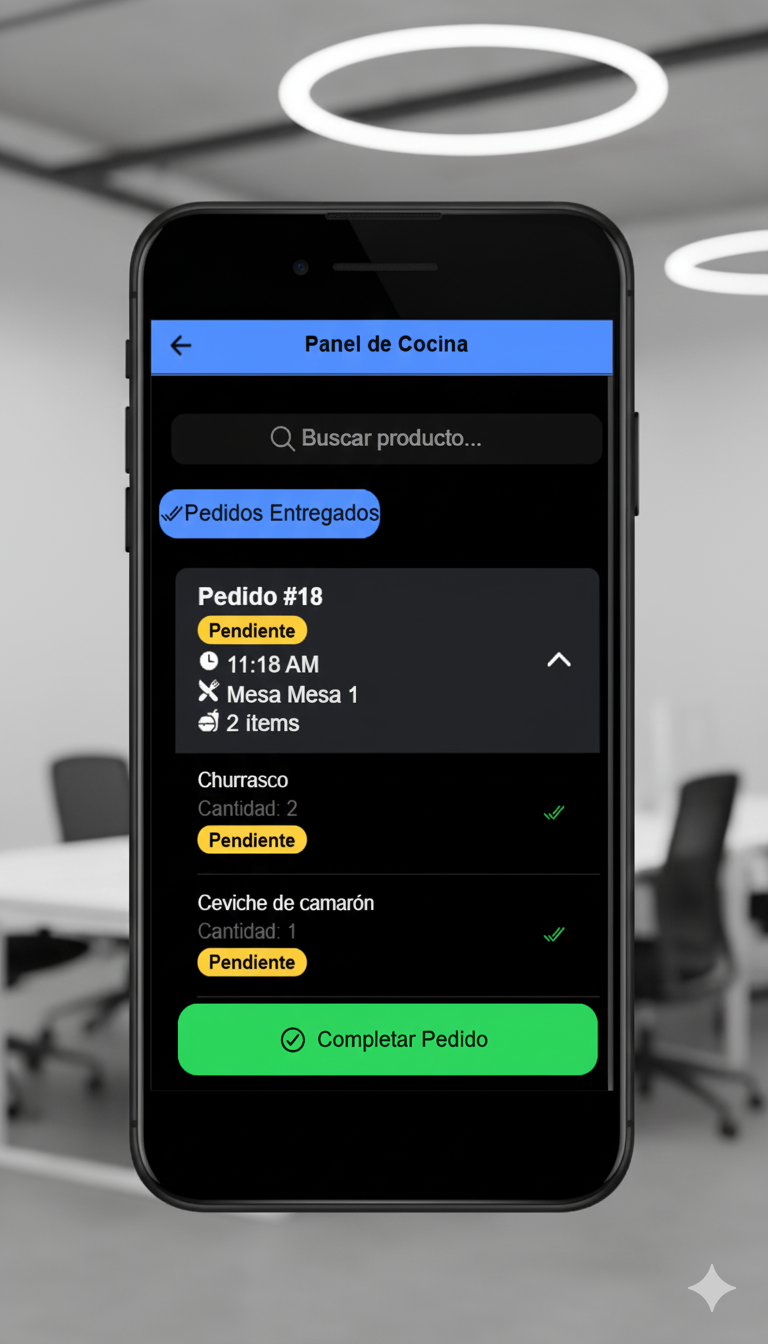 Panel de Cocina
Buscar producto...
Pedidos Entregados
Pedido #18
Pendiente
11:18 AM
Mesa Mesa 1
2 items
Churrasco
Cantidad: 2
Pendiente
Ceviche de camarón
Cantidad: 1
Pendiente
Completar Pedido